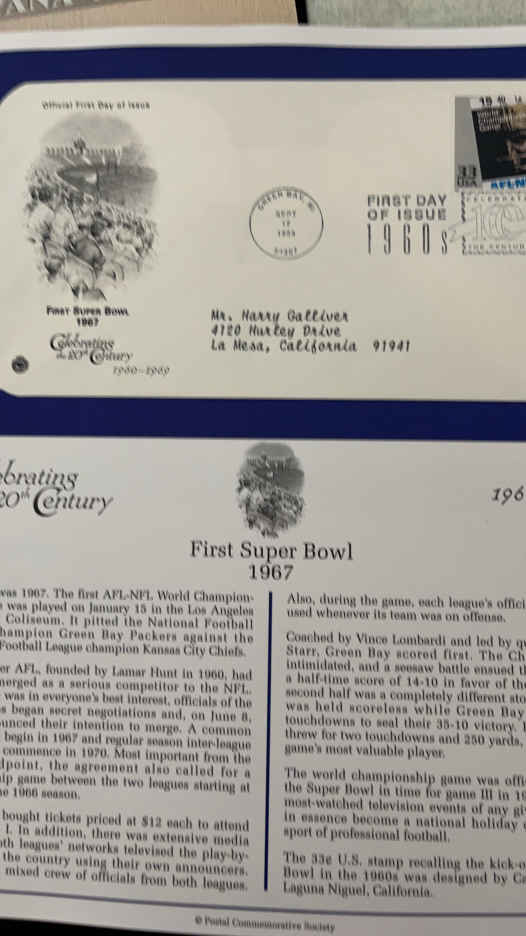 Official First Day of Issue
FIRST SUPER BOWL
1967
Celebrating
the 20th Century
1960-1969
GREEN BAY, WI
SEPT
17
1999
54307
FIRST DAY
OF ISSUE
1960s
33
USA
Mr. Harry Galliver
4720 Hurley Drive
La Mesa, California 91941
brating
20th Century
First Super Bowl
1967
196
was 1967. The first AFL-NFL World Champion-
was played on January 15 in the Los Angeles
Coliseum. It pitted the National Football
hampion Green Bay Packers against the
Football League champion Kansas City Chiefs.
er AFL, founded by Lamar Hunt in 1960, had
merged as a serious competitor to the NFL.
was in everyone's best interest, officials of the
s began secret negotiations and, on June 8,
unced their intention to merge. A common
begin in 1967 and regular season inter-league
commence in 1970. Most important from the
dpoint, the agreement also called for a
ip game between the two leagues starting at
he 1966 season.
bought tickets priced at $12 each to attend
I. In addition, there was extensive media
oth leagues' networks televised the play-by-
the country using their own announcers.
mixed crew of officials from both leagues.
Also, during the game, each league's offici
used whenever its team was on offense.
Coached by Vince Lombardi and led by q
Starr, Green Bay scored first. The Ch
intimidated, and a seesaw battle ensued t
a half-time score of 14-10 in favor of th
second half was a completely different sto
was held scoreless while Green Bay
touchdowns to seal their 35-10 victory.
threw for two touchdowns and 250 yards,
game's most valuable player.
The world championship game was offi
the Super Bowl in time for game III in 19
most-watched television events of any gi
in essence become a national holiday
sport of professional football.
The 33¢ U.S. stamp recalling the kick-o
Bowl in the 1960s was designed by Ca
Laguna Niguel, California.
© Postal Commemorative Society